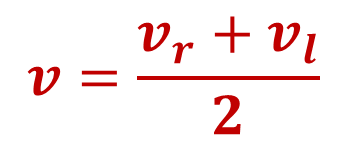 v = (v_r + v_l) / 2